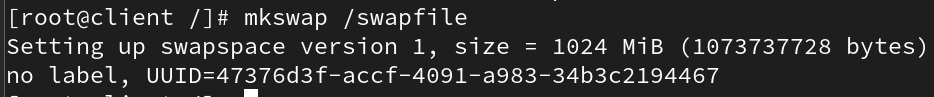 [root@client /]# mkswap /swapfile
Setting up swapspace version 1, size = 1024 MiB (1073737728 bytes)
no label, UUID=47376d3f-accf-4091-a983-34b3c2194467